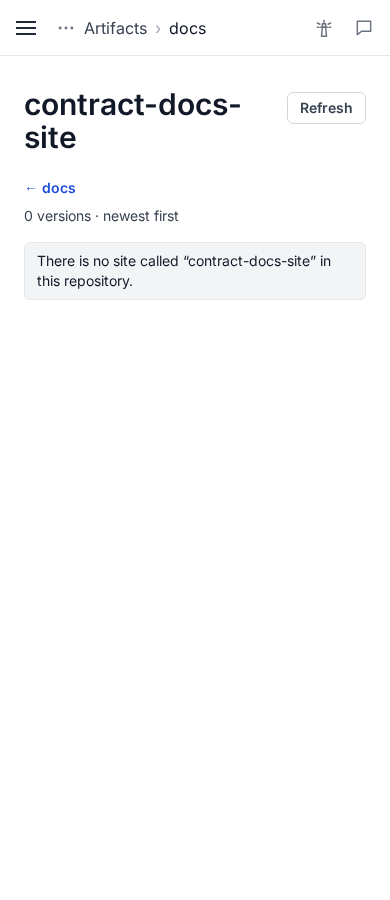 ··· Artifacts › docs
contract-docs-
site
Refresh
← docs
0 versions · newest first
There is no site called “contract-docs-site” in
this repository.